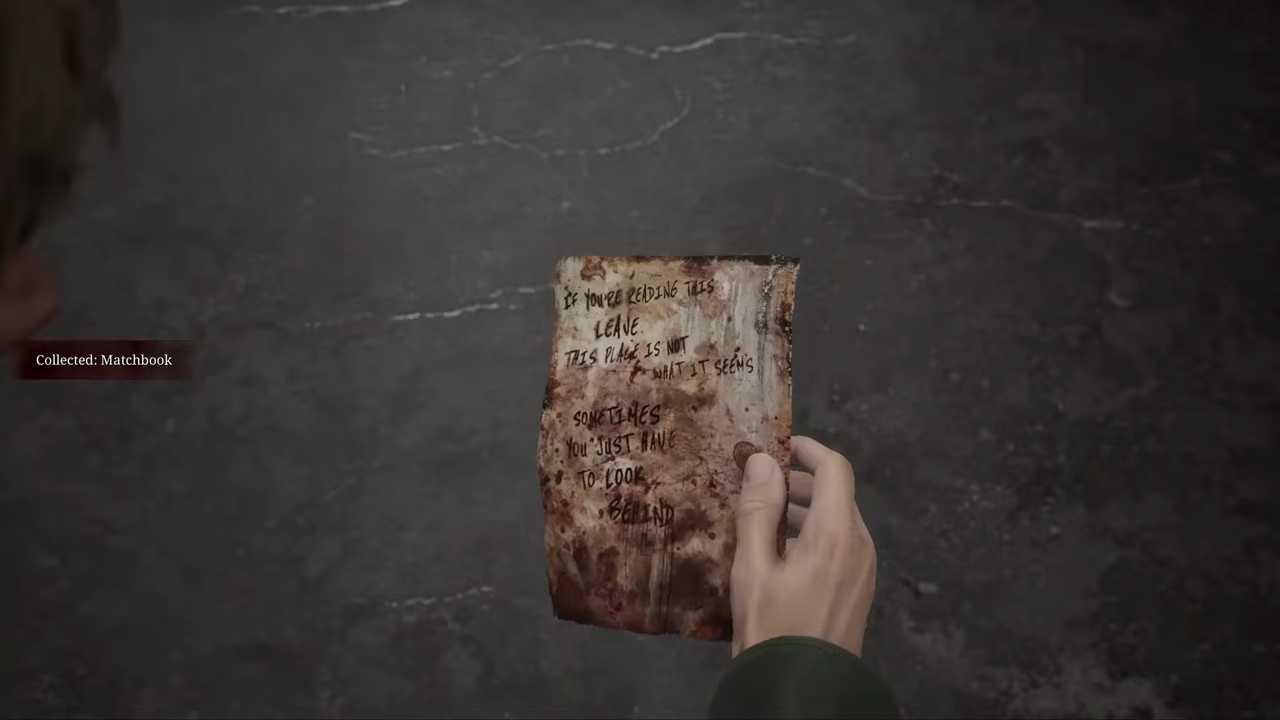 Collected: Matchbook
IF YOU'RE READING THIS
LEAVE.
THIS PLACE IS NOT
WHAT IT SEEMS
SOMETIMES
YOU JUST HAVE
TO LOOK
BEHIND